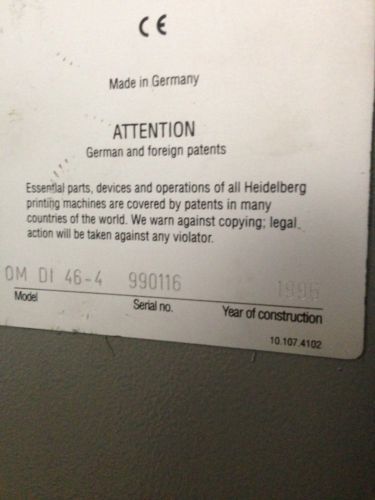 CE
Made in Germany
ATTENTION
German and foreign patents
Essential parts, devices and operations of all Heidelberg
printing machines are covered by patents in many
countries of the world. We warn against copying; legal
action will be taken against any violator.
OM DI 46-4 990116 1996
Model Serial no. Year of construction
10.107.4102